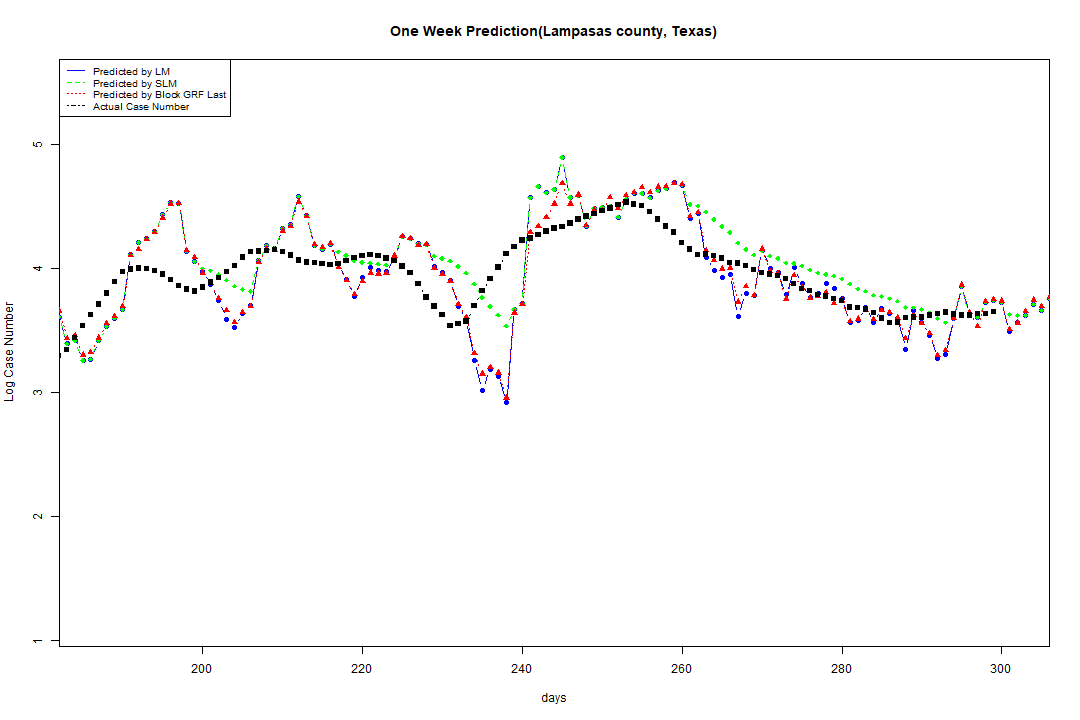 One Week Prediction(Lampasas county, Texas)
Predicted by LM
Predicted by SLM
Predicted by Block GRF Last
Actual Case Number
5
4
3
2
1
Log Case Number
200 220 240 260 280 300
days